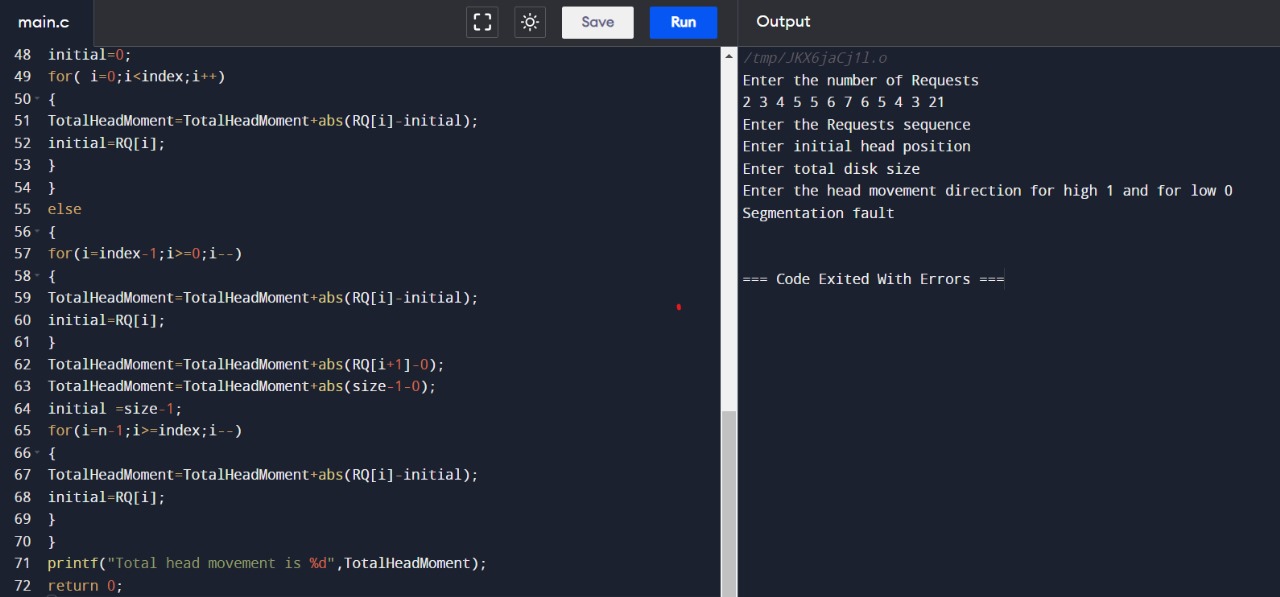 main.c
Save
Run
Output
48 initial=0;
49 for( i=0;i<index;i++)
50 {
51 TotalHeadMoment=TotalHeadMoment+abs(RQ[i]-initial);
52 initial=RQ[i];
53 }
54 }
55 else
56 {
57 for(i=index-1;i>=0;i--)
58 {
59 TotalHeadMoment=TotalHeadMoment+abs(RQ[i]-initial);
60 initial=RQ[i];
61 }
62 TotalHeadMoment=TotalHeadMoment+abs(RQ[i+1]-0);
63 TotalHeadMoment=TotalHeadMoment+abs(size-1-0);
64 initial =size-1;
65 for(i=n-1;i>=index;i--)
66 {
67 TotalHeadMoment=TotalHeadMoment+abs(RQ[i]-initial);
68 initial=RQ[i];
69 }
70 }
71 printf("Total head movement is %d",TotalHeadMoment);
72 return 0;
/tmp/JKX6jaCj1l.o
Enter the number of Requests
2 3 4 5 5 6 7 6 5 4 3 21
Enter the Requests sequence
Enter initial head position
Enter total disk size
Enter the head movement direction for high 1 and for low 0
Segmentation fault
=== Code Exited With Errors ===